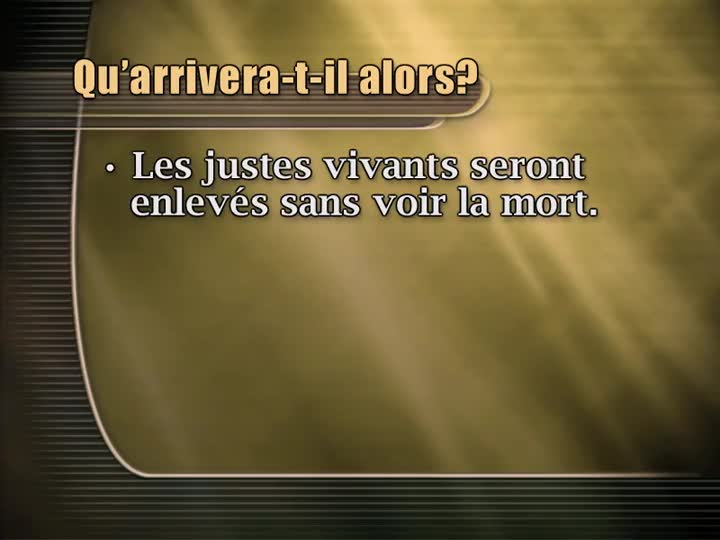 Qu’arrivera-t-il alors?
• Les justes vivants seront
enlevés sans voir la mort.